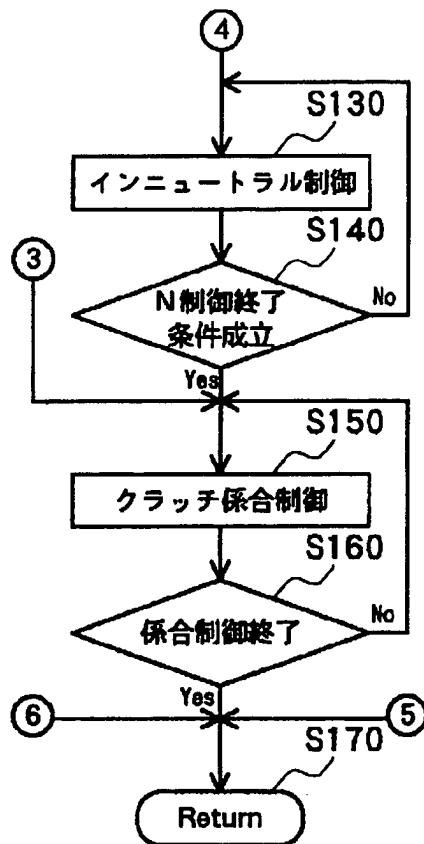 ④
S130
インニュートラル制御
S140
③
N制御終了
条件成立
No
Yes
S150
クラッチ係合制御
S160
係合制御終了
No
Yes
⑥
⑤
S170
Return